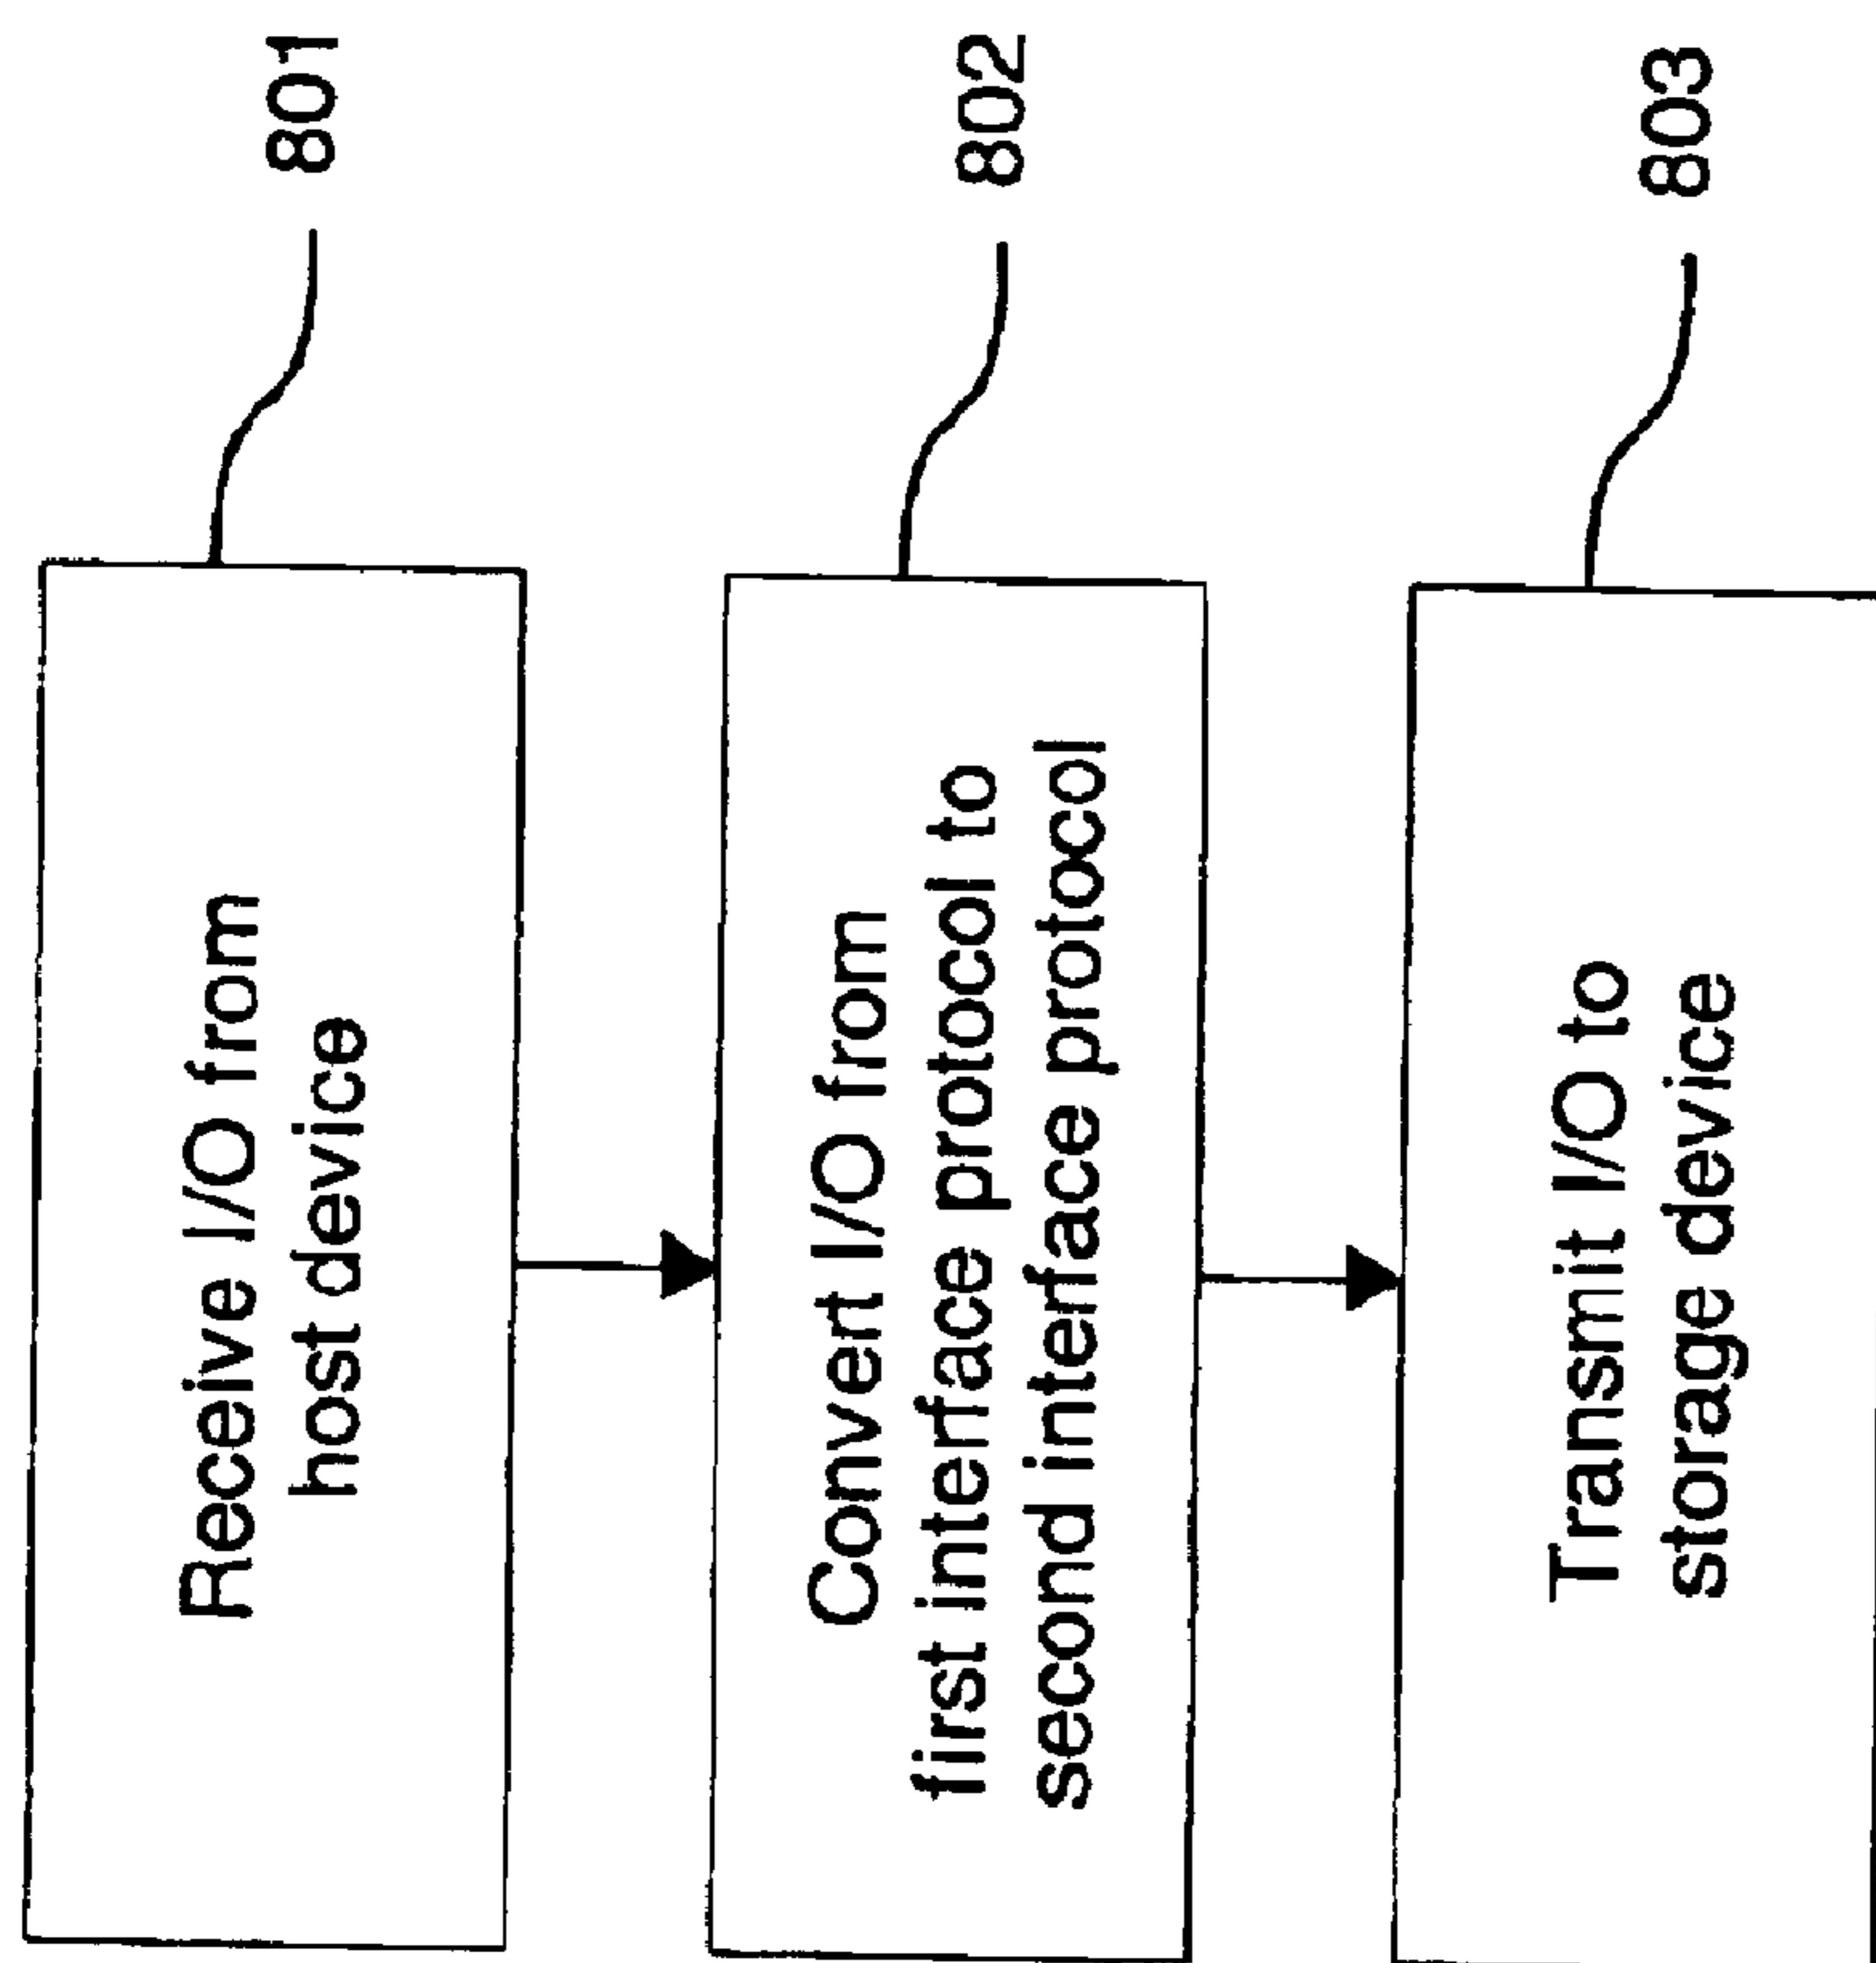 Receive I/O from
host device
801
Convert I/O from
first interface protocol to
second interface protocol
802
Transmit I/O to
storage device
803